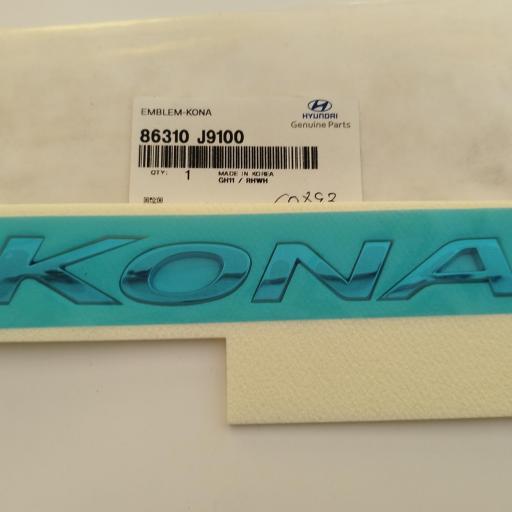 EMBLEM-KONA
HYUNDAI
Genuine Parts
86310 J9100
QTY: 1 MADE IN KOREA
GH11 / RHWH
KONA